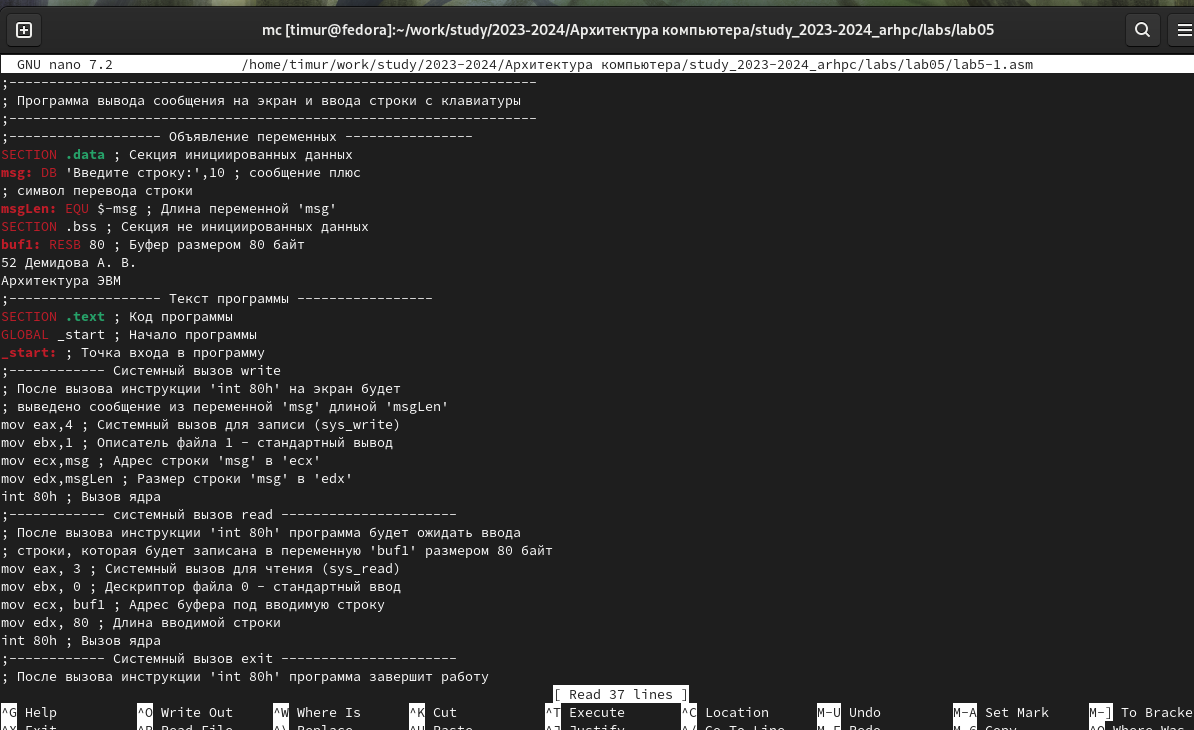 mc [timur@fedora]:~/work/study/2023-2024/Архитектура компьютера/study_2023-2024_arhpc/labs/lab05
GNU nano 7.2 /home/timur/work/study/2023-2024/Архитектура компьютера/study_2023-2024_arhpc/labs/lab05/lab5-1.asm
;------------------------------------------------------------------
; Программа вывода сообщения на экран и ввода строки с клавиатуры
;------------------------------------------------------------------
;------------------- Объявление переменных ----------------
SECTION .data ; Секция инициированных данных
msg: DB 'Введите строку:',10 ; сообщение плюс
; символ перевода строки
msgLen: EQU $-msg ; Длина переменной 'msg'
SECTION .bss ; Секция не инициированных данных
buf1: RESB 80 ; Буфер размером 80 байт
52 Демидова А. В.
Архитектура ЭВМ
;------------------- Текст программы -----------------
SECTION .text ; Код программы
GLOBAL _start ; Начало программы
_start: ; Точка входа в программу
;------------ Системный вызов write
; После вызова инструкции 'int 80h' на экран будет
; выведено сообщение из переменной 'msg' длиной 'msgLen'
mov eax,4 ; Системный вызов для записи (sys_write)
mov ebx,1 ; Описатель файла 1 - стандартный вывод
mov ecx,msg ; Адрес строки 'msg' в 'ecx'
mov edx,msgLen ; Размер строки 'msg' в 'edx'
int 80h ; Вызов ядра
;------------ системный вызов read ----------------------
; После вызова инструкции 'int 80h' программа будет ожидать ввода
; строки, которая будет записана в переменную 'buf1' размером 80 байт
mov eax, 3 ; Системный вызов для чтения (sys_read)
mov ebx, 0 ; Дескриптор файла 0 - стандартный ввод
mov ecx, buf1 ; Адрес буфера под вводимую строку
mov edx, 80 ; Длина вводимой строки
int 80h ; Вызов ядра
;------------ Системный вызов exit ----------------------
; После вызова инструкции 'int 80h' программа завершит работу
[ Read 37 lines ]
^G Help ^O Write Out ^W Where Is ^K Cut ^T Execute ^C Location M-U Undo M-A Set Mark M-] To Bracke
^X Exit ^R Read File ^\ Replace ^U Paste ^J Justify ^/ Go To Line M-E Redo M-6 Copy ^Q Where Was